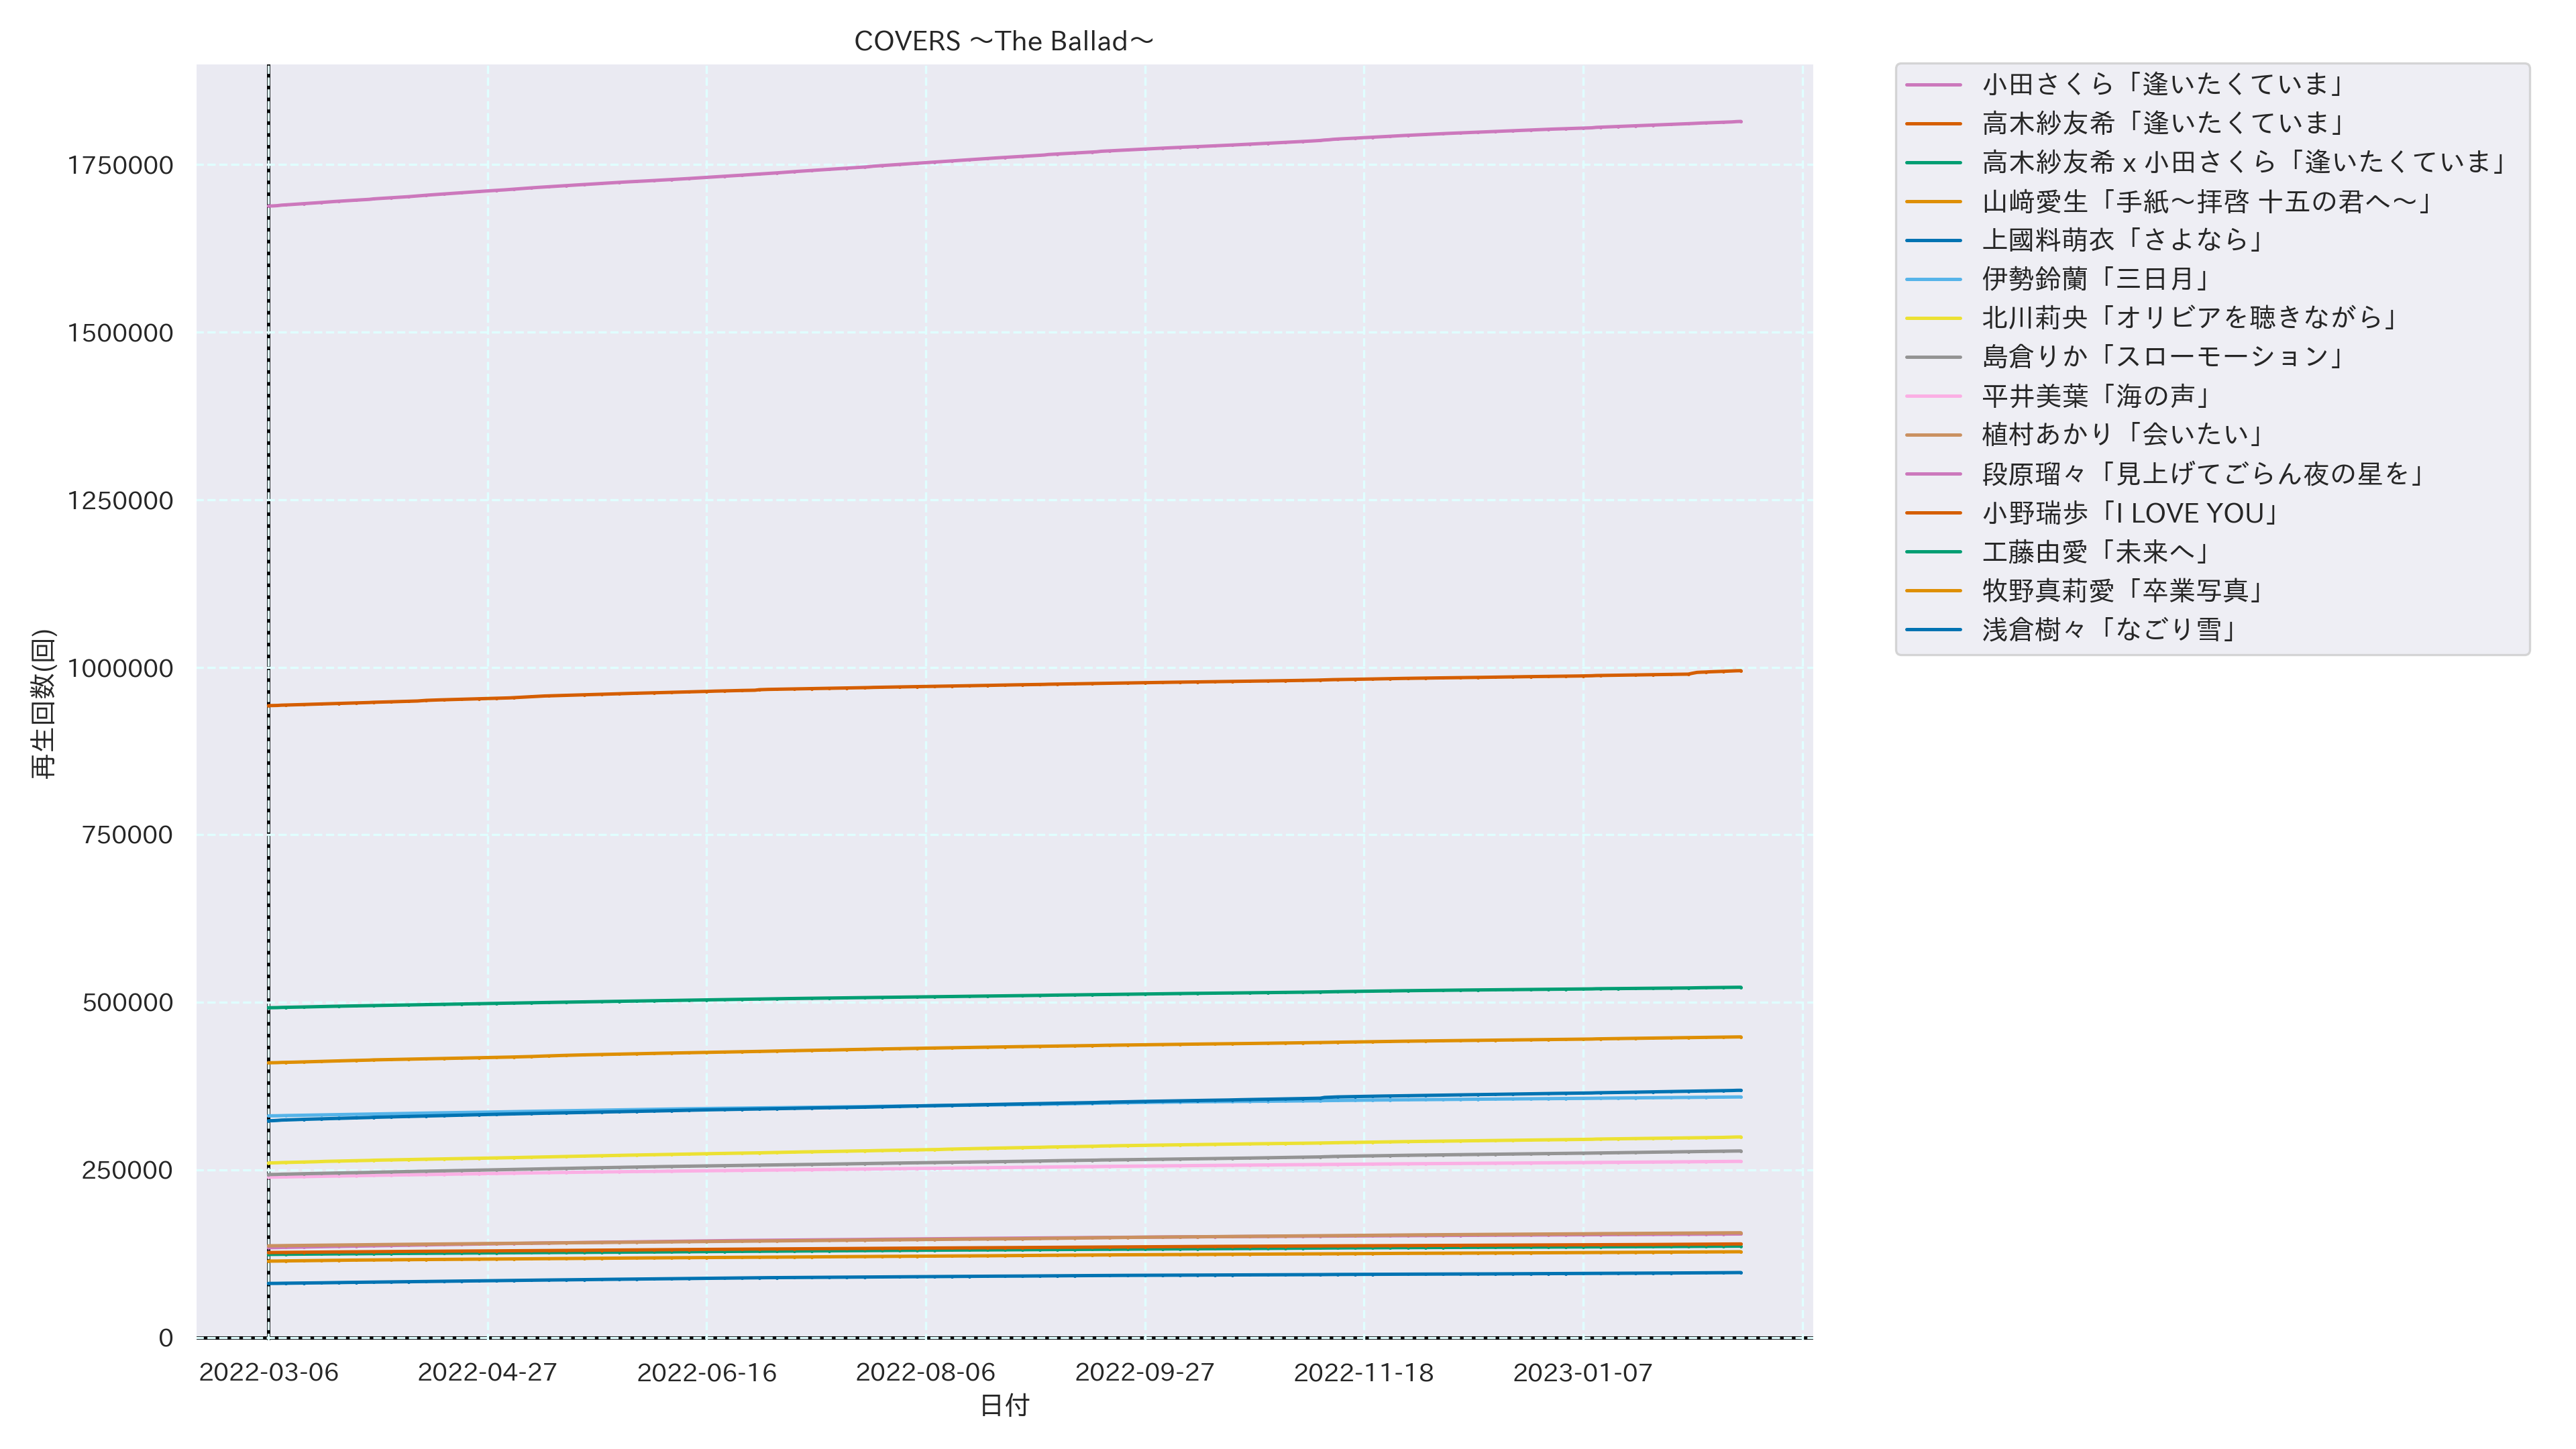 COVERS ～The Ballad～
再生回数(回)
1750000
1500000
1250000
1000000
750000
500000
250000
0
2022-03-06
2022-04-27
2022-06-16
2022-08-06
2022-09-27
2022-11-18
2023-01-07
日付
小田さくら「逢いたくていま」
高木紗友希「逢いたくていま」
高木紗友希 x 小田さくら「逢いたくていま」
山﨑愛生「手紙～拝啓 十五の君へ～」
上國料萌衣「さよなら」
伊勢鈴蘭「三日月」
北川莉央「オリビアを聴きながら」
島倉りか「スローモーション」
平井美葉「海の声」
植村あかり「会いたい」
段原瑠々「見上げてごらん夜の星を」
小野瑞歩「I LOVE YOU」
工藤由愛「未来へ」
牧野真莉愛「卒業写真」
浅倉樹々「なごり雪」